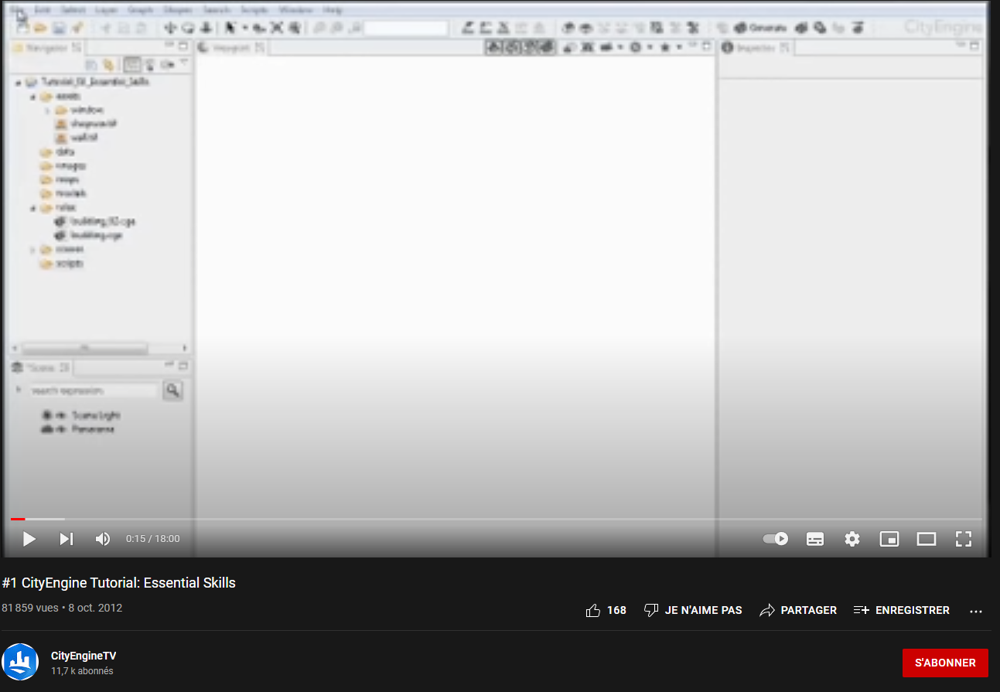 File Edit Select Layer Graph Shapes Search Scripts Window Help
Generate
CityEngine
Navigator
Viewport
Inspector
Tutorial_02_Essential_Skills
assets
window
wall.tif
data
images
maps
models
rules
building_02.cga
building.cga
scenes
scripts
Scene
search expression
Scene Light
Panorama
0:15 / 18:00
#1 CityEngine Tutorial: Essential Skills
81 859 vues • 8 oct. 2012
168 JE N'AIME PAS PARTAGER ENREGISTRER
CityEngineTV
11,7 k abonnés
S'ABONNER